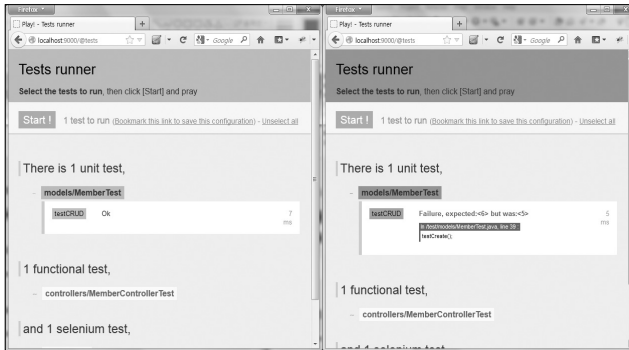 Firefox
Play! - Tests runner
localhost:9000/@tests
Google
Tests runner
Select the tests to run, then click [Start] and pray
Start !
1 test to run (Bookmark this link to save this configuration) - Unselect all
There is 1 unit test,
models/MemberTest
testCRUD
Ok
7
ms
1 functional test,
controllers/MemberControllerTest
and 1 selenium test,
Firefox
Play! - Tests runner
localhost:9000/@tests
Google
Tests runner
Select the tests to run, then click [Start] and pray
Start !
1 test to run (Bookmark this link to save this configuration) - Unselect all
There is 1 unit test,
models/MemberTest
testCRUD
Failure, expected:<6> but was:<5>
5
ms
In /test/models/MemberTest.java, line 39 :
testCreate();
1 functional test,
controllers/MemberControllerTest
and 1 selenium test